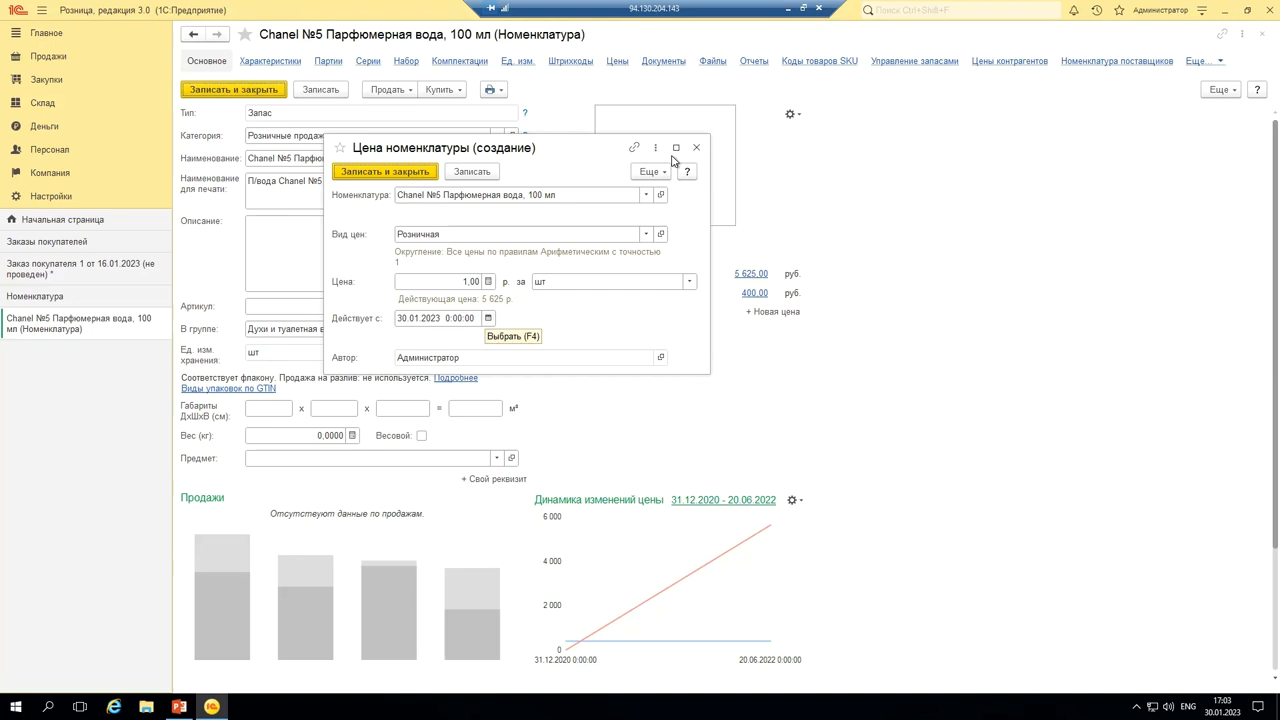 Розница, редакция 3.0 (1С:Предприятие)
94.130.204.143
Поиск Ctrl+Shift+F
Администратор
Главное
Продажи
Закупки
Склад
Деньги
Персонал
Компания
Настройки
Начальная страница
Заказы покупателей
Заказ покупателя 1 от 16.01.2023 (не
проведен) *
Номенклатура
Chanel №5 Парфюмерная вода, 100
мл (Номенклатура)
Chanel №5 Парфюмерная вода, 100 мл (Номенклатура)
Основное Характеристики Партии Серии Набор Комплектации Ед. изм. Штрихкоды Цены Документы Файлы Отчеты Коды товаров SKU Управление запасами Цены контрагентов Номенклатура поставщиков Еще...
Записать и закрыть Записать Продать Купить Еще ?
Тип: Запас ?
Категория: Розничные продаж
Наименование: Chanel №5 Парфю
Наименование
для печати:
П/вода Chanel №5
Описание:
Артикул:
В группе: Духи и туалетная в
Ед. изм.
хранения:
шт
Цена номенклатуры (создание)
Записать и закрыть Записать Еще ?
Номенклатура: Chanel №5 Парфюмерная вода, 100 мл
Вид цен: Розничная
Округление: Все цены по правилам Арифметическим с точностью
1
Цена: 1,00 р. за шт
Действующая цена: 5 625 р.
Действует с: 30.01.2023 0:00:00
Выбрать (F4)
Автор: Администратор
5 625,00 руб.
400,00 руб.
+ Новая цена
Соответствует флакону. Продажа на разлив: не используется. Подробнее
Виды упаковок по GTIN
Габариты
ДхШхВ (см):
x x = м³
Вес (кг): 0,0000 Весовой:
Предмет:
+ Свой реквизит
Продажи
Отсутствуют данные по продажам.
Динамика изменений цены 31.12.2020 - 20.06.2022
6 000
4 000
2 000
0
31.12.2020 0:00:00 20.06.2022 0:00:00
ENG
17:03
30.01.2023